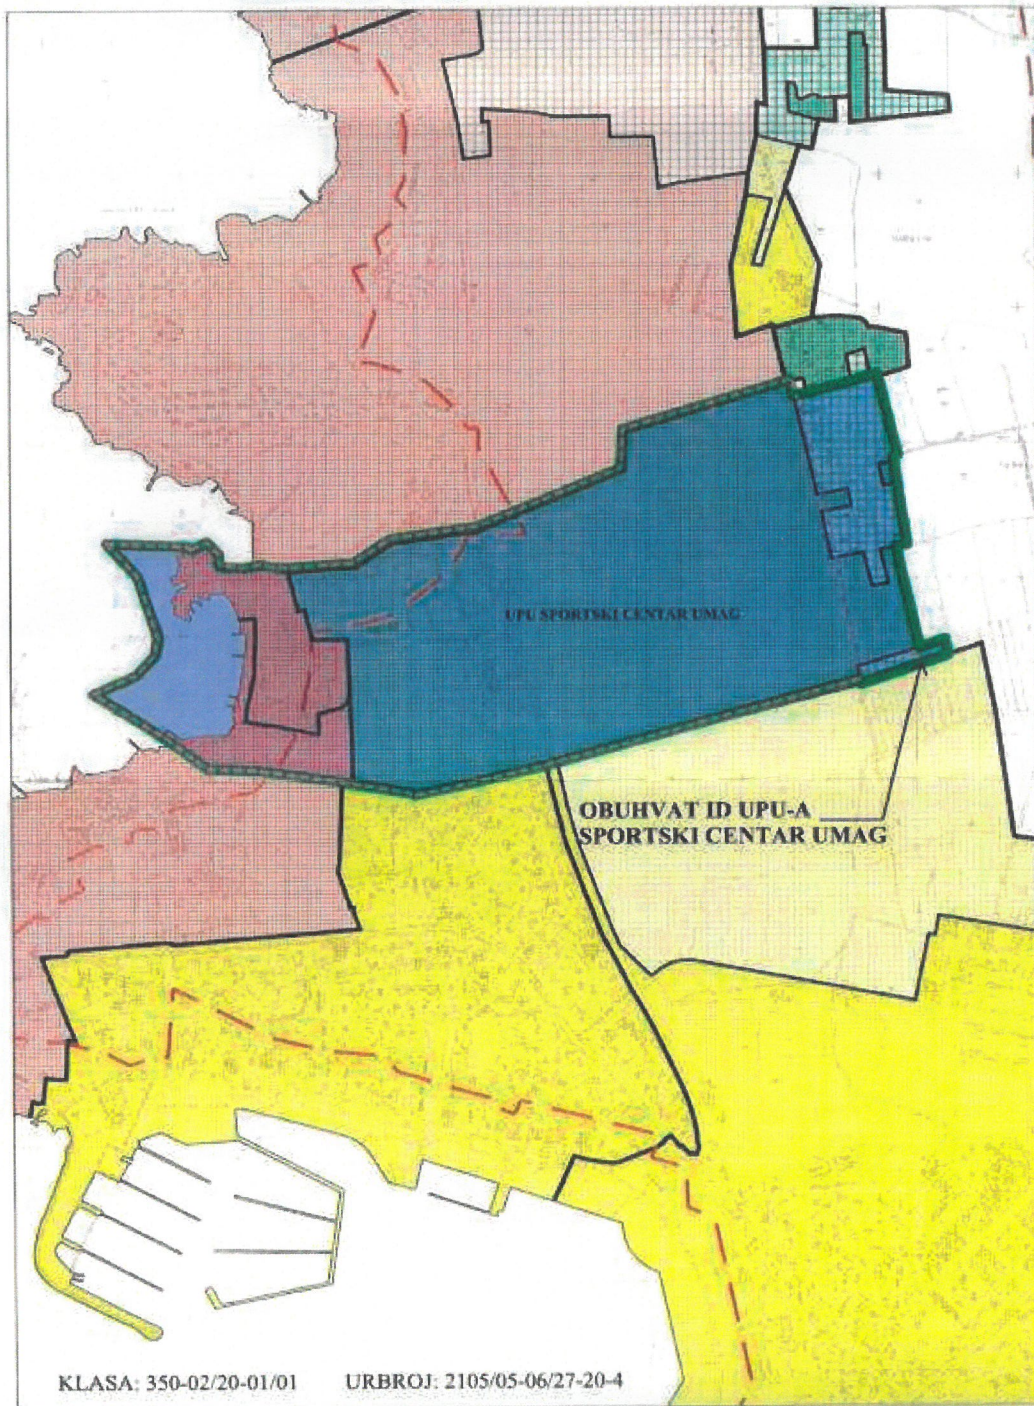 UPU SPORTSKI CENTAR UMAG
OBUHVAT ID UPU-A
SPORTSKI CENTAR UMAG
KLASA: 350-02/20-01/01 URBROJ: 2105/05-06/27-20-4